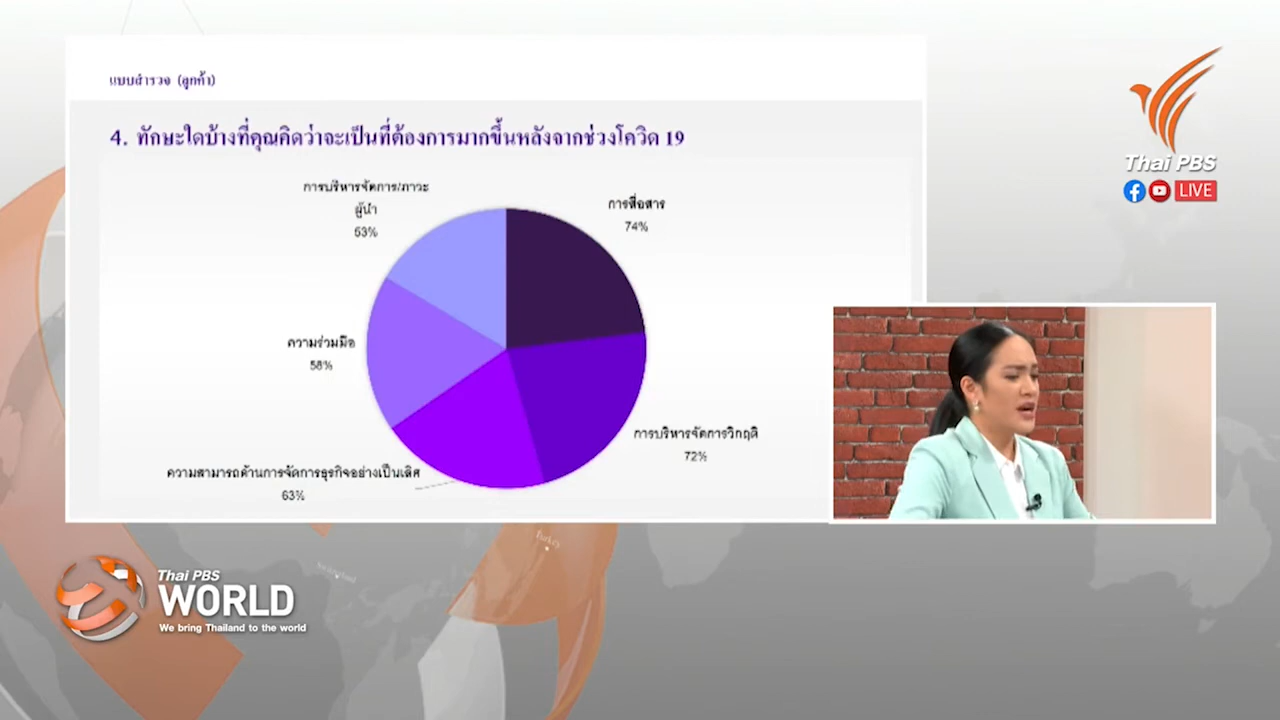 แบบสำรวจ (ลูกค้า)
4. ทักษะใดบ้างที่คุณคิดว่าจะเป็นที่ต้องการมากขึ้นหลังจากช่วงโควิด 19
การบริหารจัดการ/ภาวะ
ผู้นำ
53%
การสื่อสาร
74%
ความร่วมมือ
58%
การบริหารจัดการวิกฤติ
72%
ความสามารถด้านการจัดการธุรกิจอย่างเป็นเลิศ
63%
Thai PBS
LIVE
Turkey
Thai PBS
WORLD
We bring Thailand to the world